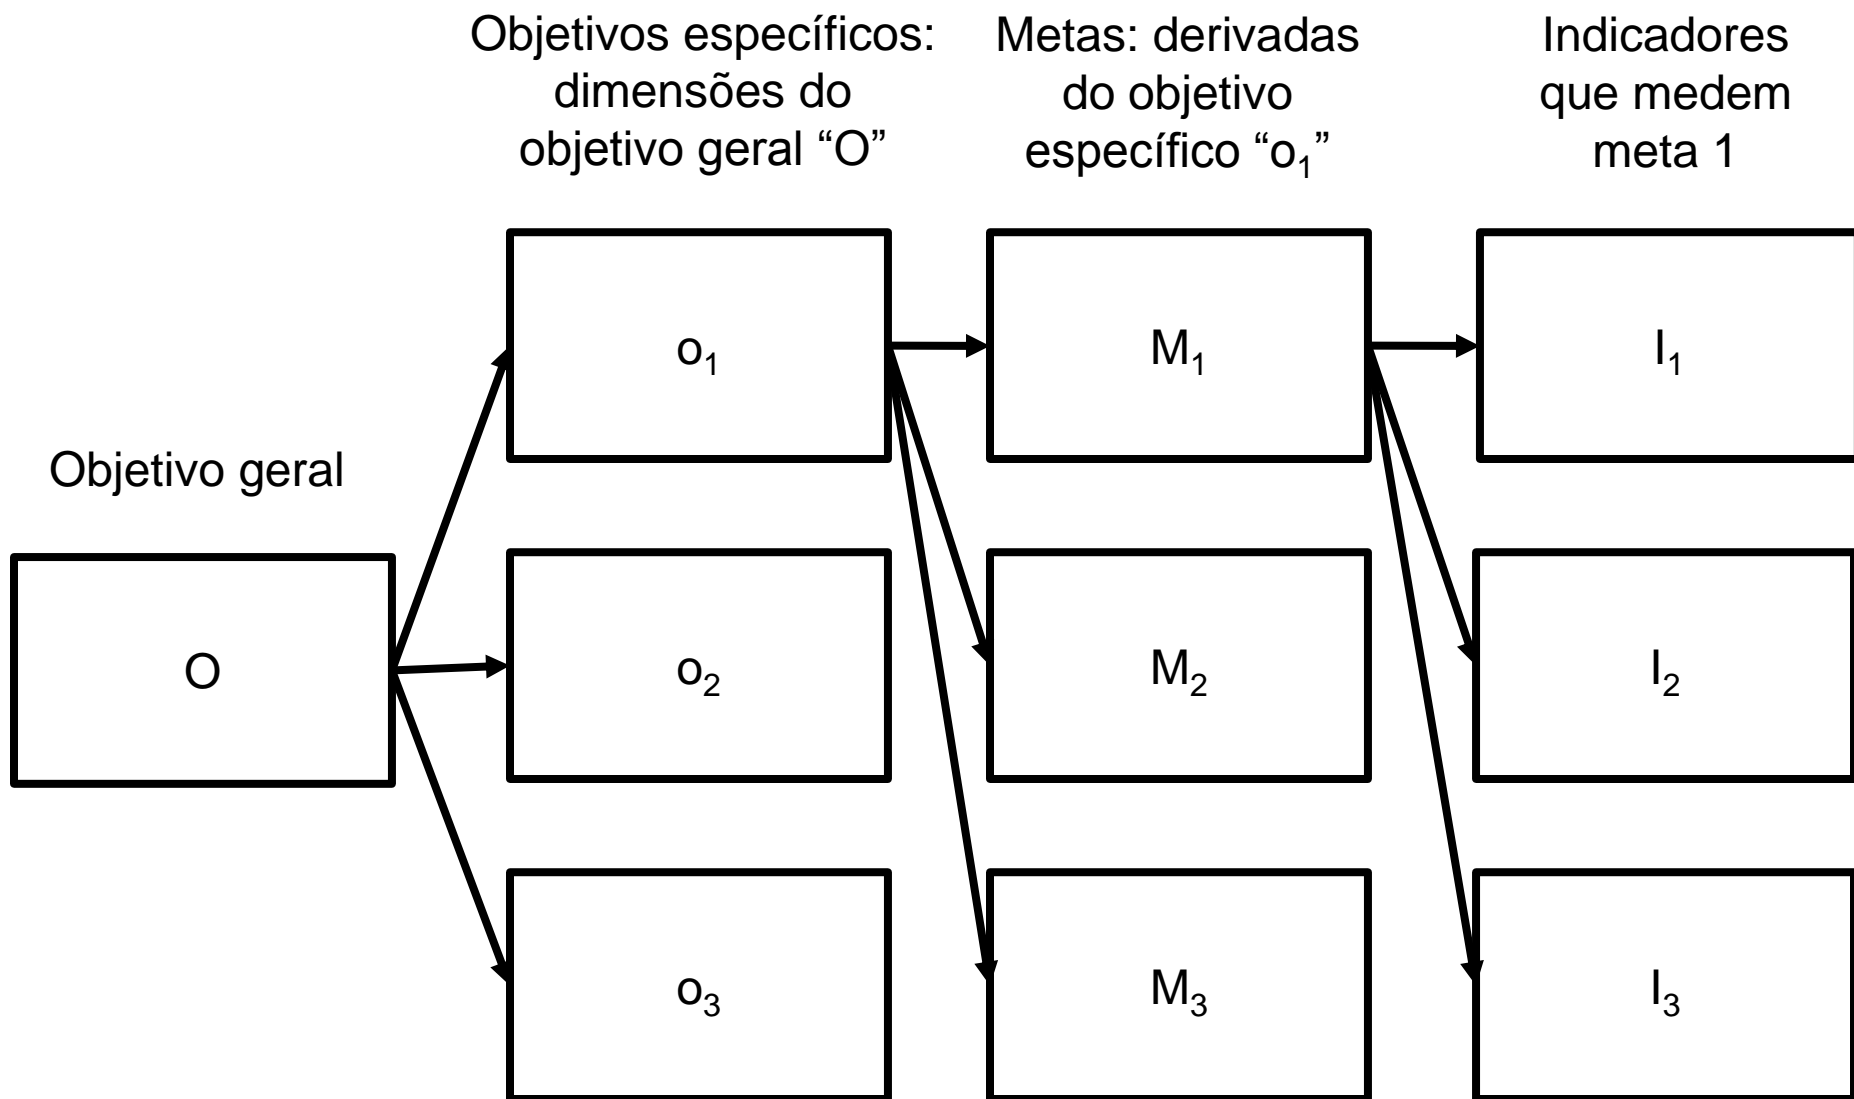 Objetivos específicos:
dimensões do
objetivo geral “O”
Metas: derivadas
do objetivo
específico “o₁”
Indicadores
que medem
meta 1
Objetivo geral
O
o₁
o₂
o₃
M₁
M₂
M₃
I₁
I₂
I₃